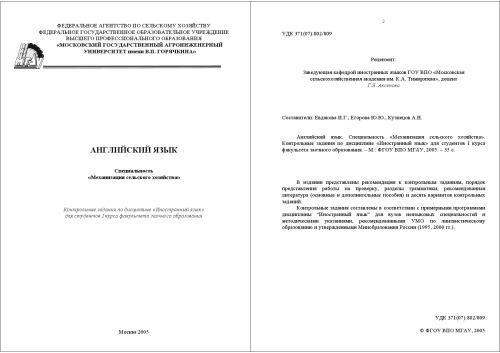 ФЕДЕРАЛЬНОЕ АГЕНТСТВО ПО СЕЛЬСКОМУ ХОЗЯЙСТВУ
ФЕДЕРАЛЬНОЕ ГОСУДАРСТВЕННОЕ ОБРАЗОВАТЕЛЬНОЕ УЧРЕЖДЕНИЕ
ВЫСШЕГО ПРОФЕССИОНАЛЬНОГО ОБРАЗОВАНИЯ
«МОСКОВСКИЙ ГОСУДАРСТВЕННЫЙ АГРОИНЖЕНЕРНЫЙ
УНИВЕРСИТЕТ имени В.П. ГОРЯЧКИНА»
МГАУ
АНГЛИЙСКИЙ ЯЗЫК
Специальность
«Механизация сельского хозяйства»
Контрольные задания по дисциплине «Иностранный язык»
для студентов I курса факультета заочного образования
Москва 2005
2
УДК 371(07):802/809
Рецензент:
Заведующая кафедрой иностранных языков ГОУ ВПО «Московская
сельскохозяйственная академия им. К.А. Тимирязева», доцент
Г.Я. Аксенова
Составители: Евдакова И.Г., Егорова Ю.Ю., Кузнецов А.Н.
Английский язык. Специальность «Механизация сельского хозяйства».
Контрольные задания по дисциплине «Иностранный язык» для студентов I курса
факультета заочного образования. – М.: ФГОУ ВПО МГАУ, 2005. – 35 с.
В издании представлены рекомендации к контрольным заданиям, порядок
представления работы на проверку, разделы грамматики, рекомендованная
литература (основные и дополнительные пособия) и десять вариантов контрольных
заданий.
Контрольные задания составлены в соответствии с примерными программами
дисциплины "Иностранный язык" для вузов неязыковых специальностей и
методическими указаниями, рекомендованными УМО по лингвистическому
образованию и утвержденными Минобразования России (1995, 2000 гг.).
УДК 371(07):802/809
© ФГОУ ВПО МГАУ, 2005